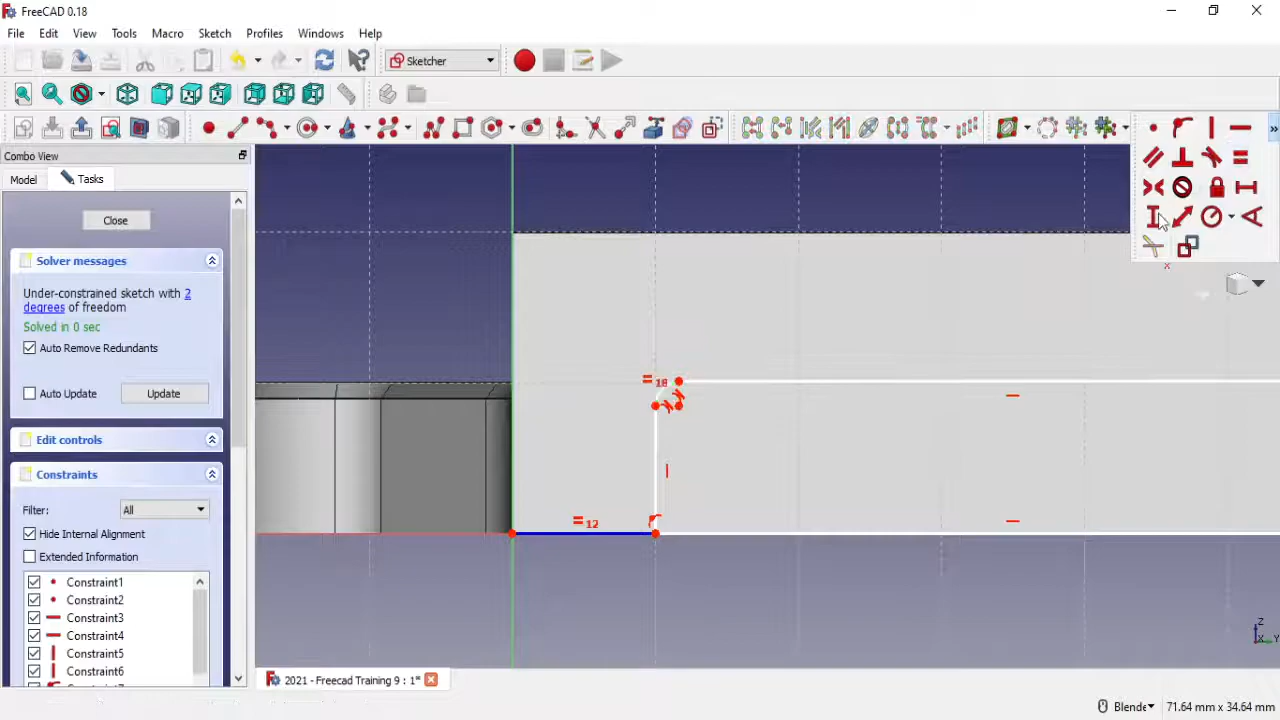 FreeCAD 0.18
File Edit View Tools Macro Sketch Profiles Windows Help
Sketcher
Combo View
Model Tasks
Close
Solver messages
Under-constrained sketch with 2
degrees of freedom
Solved in 0 sec
Auto Remove Redundants
Auto Update Update
Edit controls
Constraints
Filter: All
Hide Internal Alignment
Extended Information
Constraint1
Constraint2
Constraint3
Constraint4
Constraint5
Constraint6
18
12
Z
X Y
2021 - Freecad Training 9 : 1*
Blende 71.64 mm x 34.64 mm